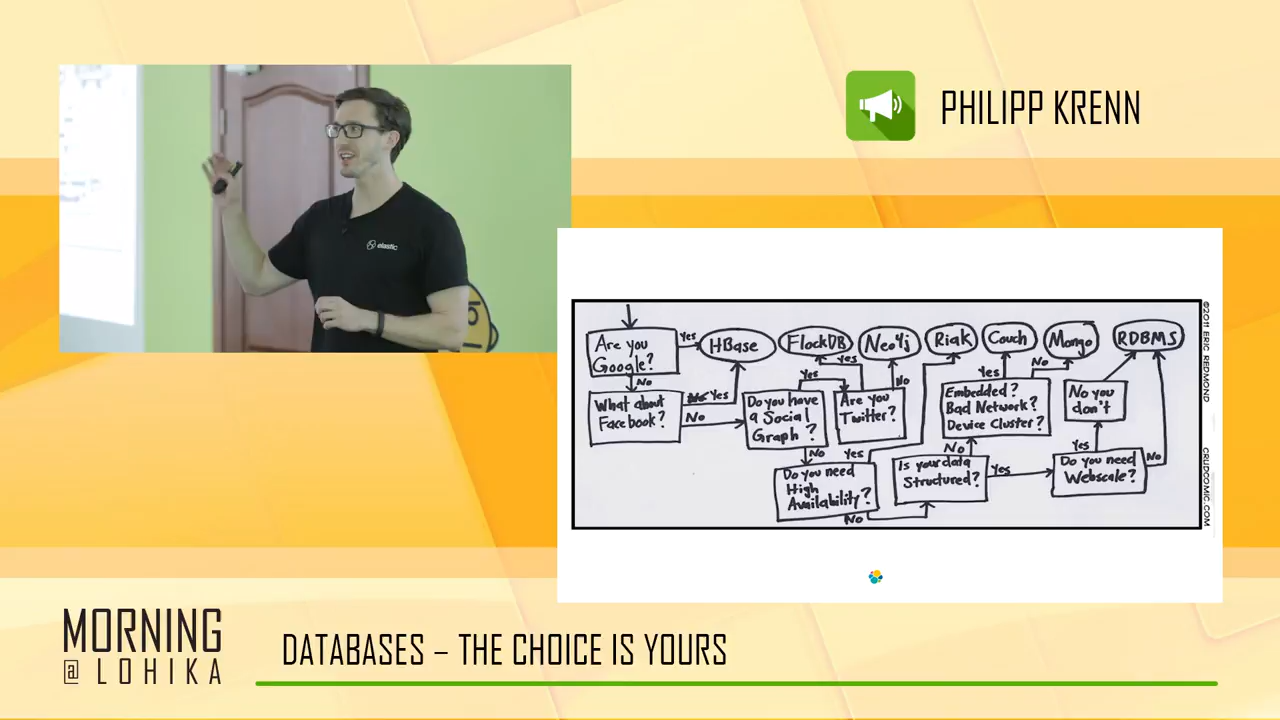 PHILIPP KRENN
elastic
Are you
Google?
Yes
No
HBase
FlockDB
Neo4j
Riak
Couch
Mongo
RDBMS
What about
Facebook?
Yes
No
Do you have
a Social
Graph?
Yes
No
Are you
Twitter?
Yes
No
Do you need
High
Availability?
Yes
No
Is your data
Structured?
No
Yes
Embedded?
Bad Network?
Device Cluster?
Yes
No
Do you need
Webscale?
Yes
No
No you
don't
©2011 ERIC REDMOND
CRUDCOMIC.COM
MORNING
@ LOHIKA
DATABASES – THE CHOICE IS YOURS